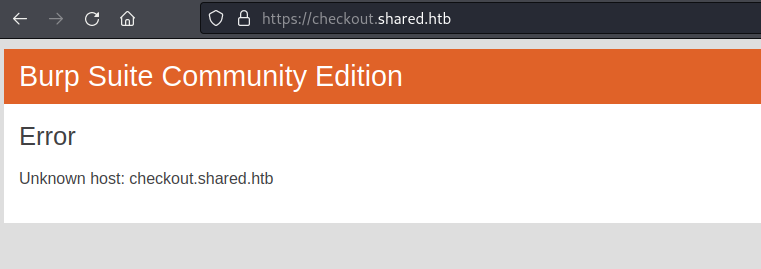 https://checkout.shared.htb
Burp Suite Community Edition
Error
Unknown host: checkout.shared.htb